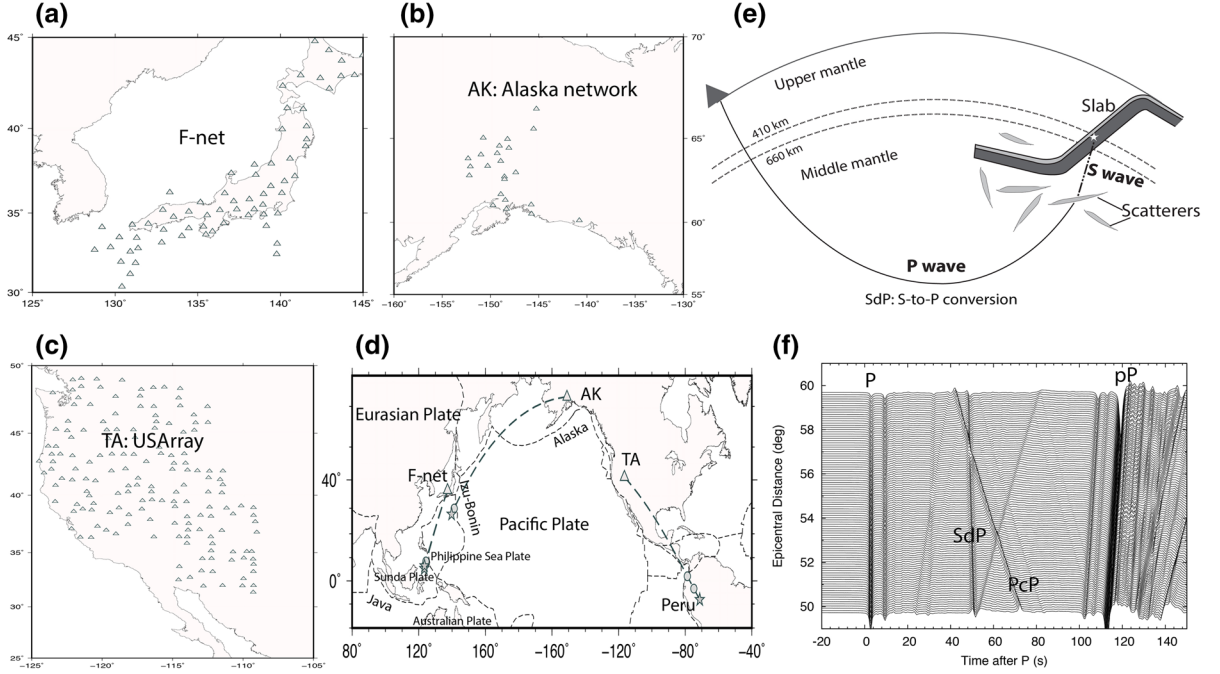 (a)
45°
40°
35°
30°
125°
130°
135°
140°
145°
F-net
(b)
AK: Alaska network
70°
65°
60°
55°
−160°
−155°
−150°
−145°
−140°
−135°
−130°
(e)
Upper mantle
410 km
660 km
Middle mantle
Slab
S wave
Scatterers
P wave
SdP: S-to-P conversion
(c)
50°
45°
40°
35°
25°
TA: USArray
−125°
−120°
−115°
−110°
−105°
(d)
Eurasian Plate
AK
Alaska
TA
F-net
Izu-Bonin
Pacific Plate
Philippine Sea Plate
Sunda Plate
Java
Australian Plate
Peru
40°
0°
80°
120°
160°
−160°
−120°
−80°
−40°
(f)
P
pP
SdP
PcP
Epicentral Distance (deg)
60
58
56
54
52
50
-20
0
20
40
60
80
100
120
140
Time after P (s)